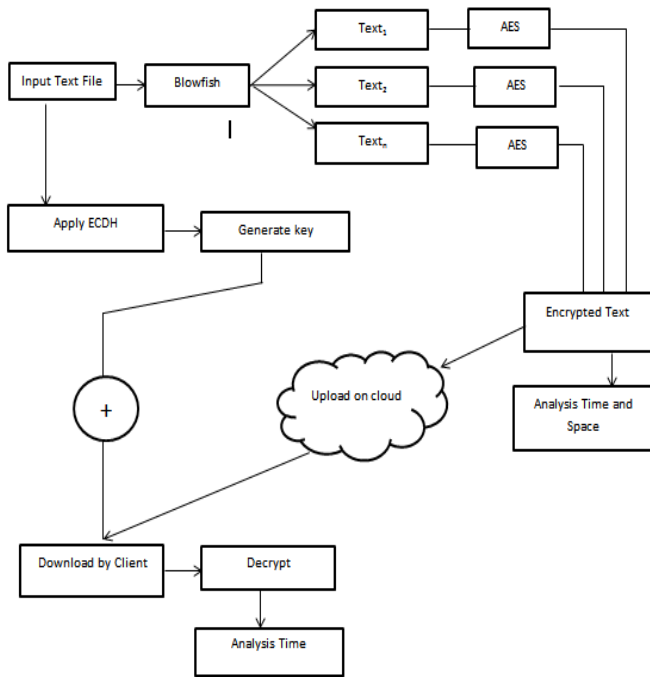 Text₁
AES
Input Text File
Blowfish
Text₂
AES
Textₙ
AES
Apply ECDH
Generate key
Encrypted Text
Upload on cloud
Analysis Time and
Space
+
Download by Client
Decrypt
Analysis Time